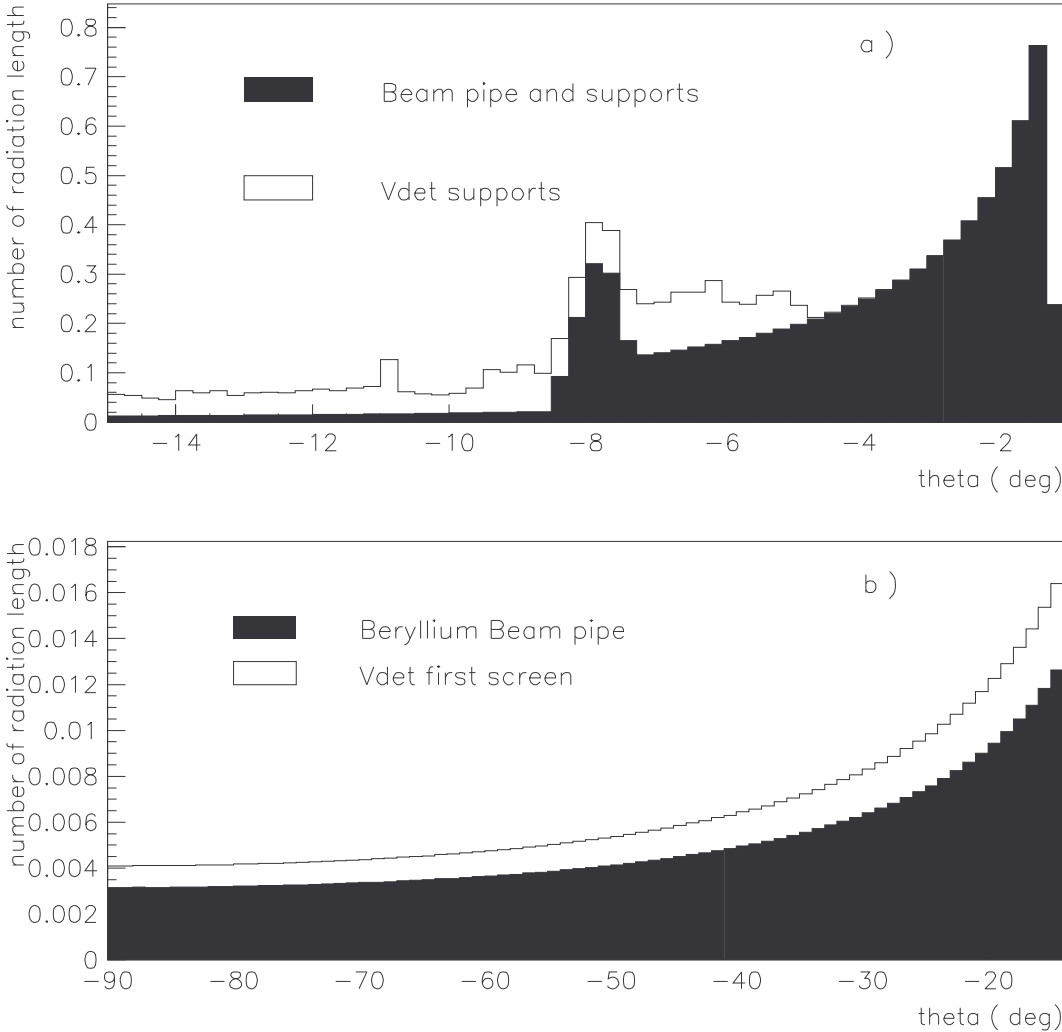 number of radiation length
0.8
0.7
0.6
0.5
0.4
0.3
0.2
0.1
0
a )
Beam pipe and supports
Vdet supports
−14 −12 −10 −8 −6 −4 −2
theta ( deg)
number of radiation length
0.018
0.016
0.014
0.012
0.01
0.008
0.006
0.004
0.002
0
b )
Beryllium Beam pipe
Vdet first screen
−90 −80 −70 −60 −50 −40 −30 −20
theta ( deg)